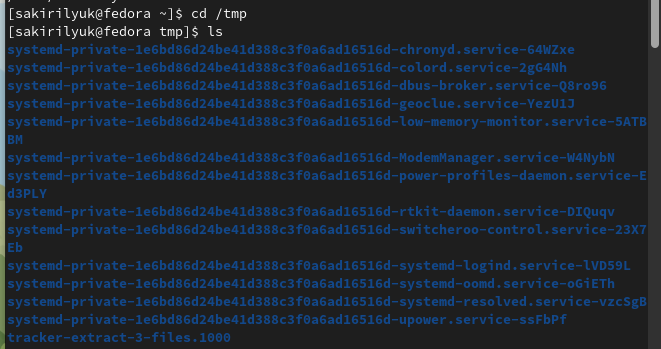 [sakirilyuk@fedora ~]$ cd /tmp
[sakirilyuk@fedora tmp]$ ls
systemd-private-1e6bd86d24be41d388c3f0a6ad16516d-chronyd.service-64WZxe
systemd-private-1e6bd86d24be41d388c3f0a6ad16516d-colord.service-2gG4Nh
systemd-private-1e6bd86d24be41d388c3f0a6ad16516d-dbus-broker.service-Q8ro96
systemd-private-1e6bd86d24be41d388c3f0a6ad16516d-geoclue.service-YezU1J
systemd-private-1e6bd86d24be41d388c3f0a6ad16516d-low-memory-monitor.service-5ATB
BM
systemd-private-1e6bd86d24be41d388c3f0a6ad16516d-ModemManager.service-W4NybN
systemd-private-1e6bd86d24be41d388c3f0a6ad16516d-power-profiles-daemon.service-E
d3PLY
systemd-private-1e6bd86d24be41d388c3f0a6ad16516d-rtkit-daemon.service-DIQuqv
systemd-private-1e6bd86d24be41d388c3f0a6ad16516d-switcheroo-control.service-23X7
Eb
systemd-private-1e6bd86d24be41d388c3f0a6ad16516d-systemd-logind.service-lVD59L
systemd-private-1e6bd86d24be41d388c3f0a6ad16516d-systemd-oomd.service-oGiETh
systemd-private-1e6bd86d24be41d388c3f0a6ad16516d-systemd-resolved.service-vzcSgB
systemd-private-1e6bd86d24be41d388c3f0a6ad16516d-upower.service-ssFbPf
tracker-extract-3-files.1000